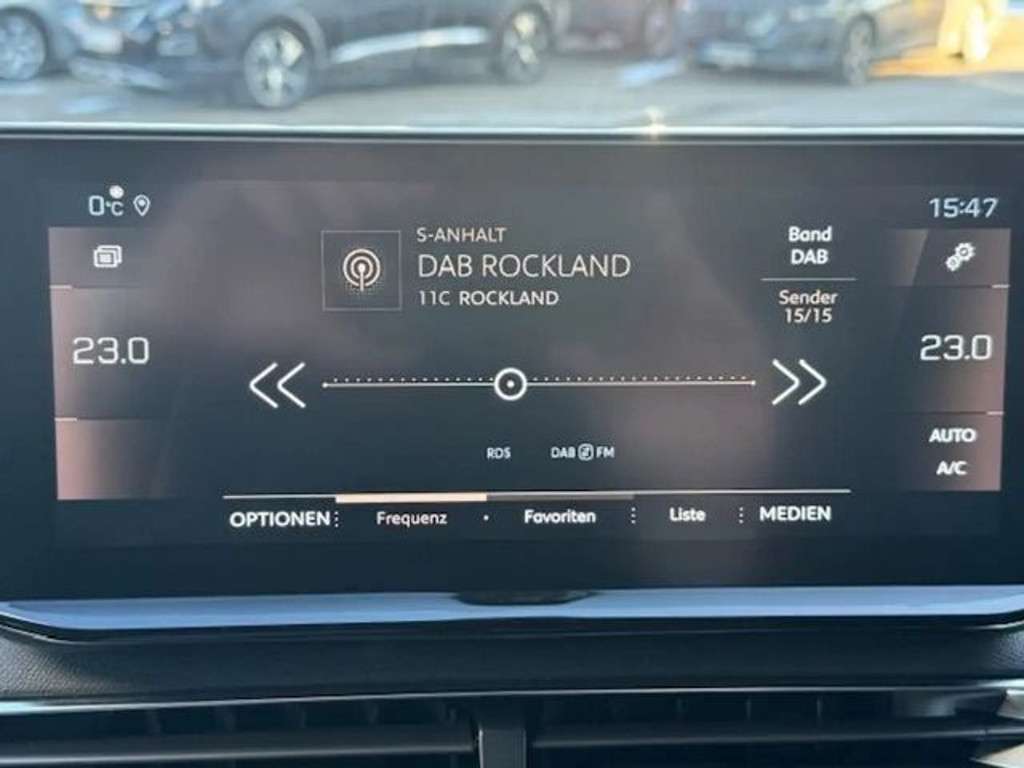 0°C
15:47
S-ANHALT
DAB ROCKLAND
11C ROCKLAND
Band
DAB
Sender
15/15
23.0
23.0
RDS DAB FM
AUTO
A/C
OPTIONEN Frequenz Favoriten Liste MEDIEN